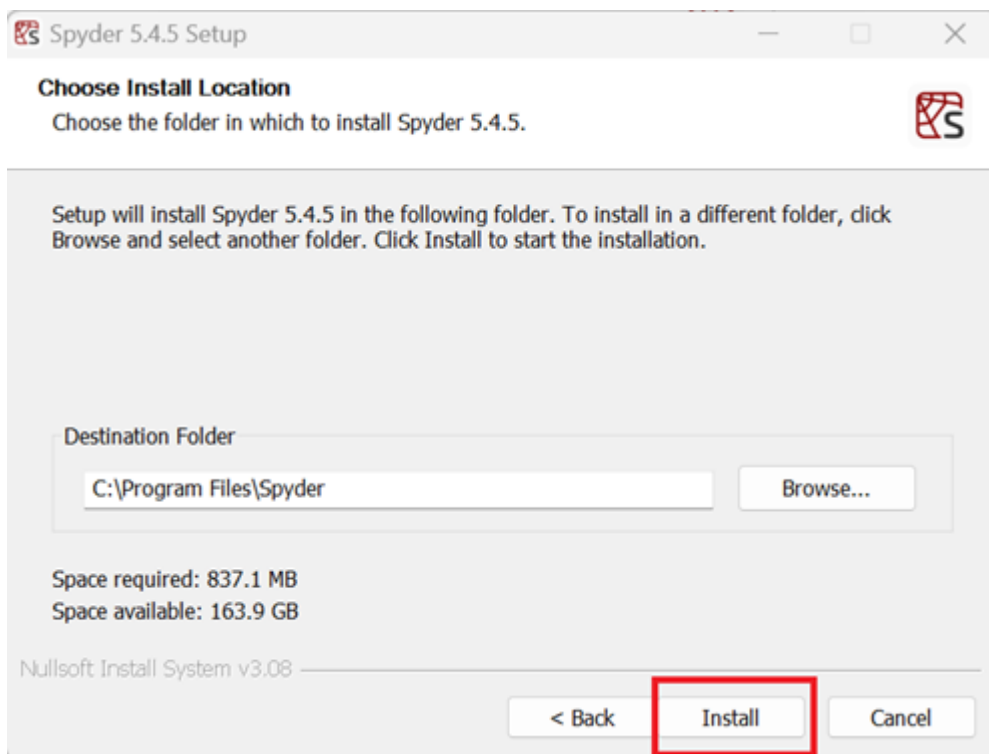 Spyder 5.4.5 Setup
Choose Install Location
Choose the folder in which to install Spyder 5.4.5.
S
Setup will install Spyder 5.4.5 in the following folder. To install in a different folder, click
Browse and select another folder. Click Install to start the installation.
Destination Folder
C:\Program Files\Spyder
Browse...
Space required: 837.1 MB
Space available: 163.9 GB
Nullsoft Install System v3.08
< Back
Install
Cancel